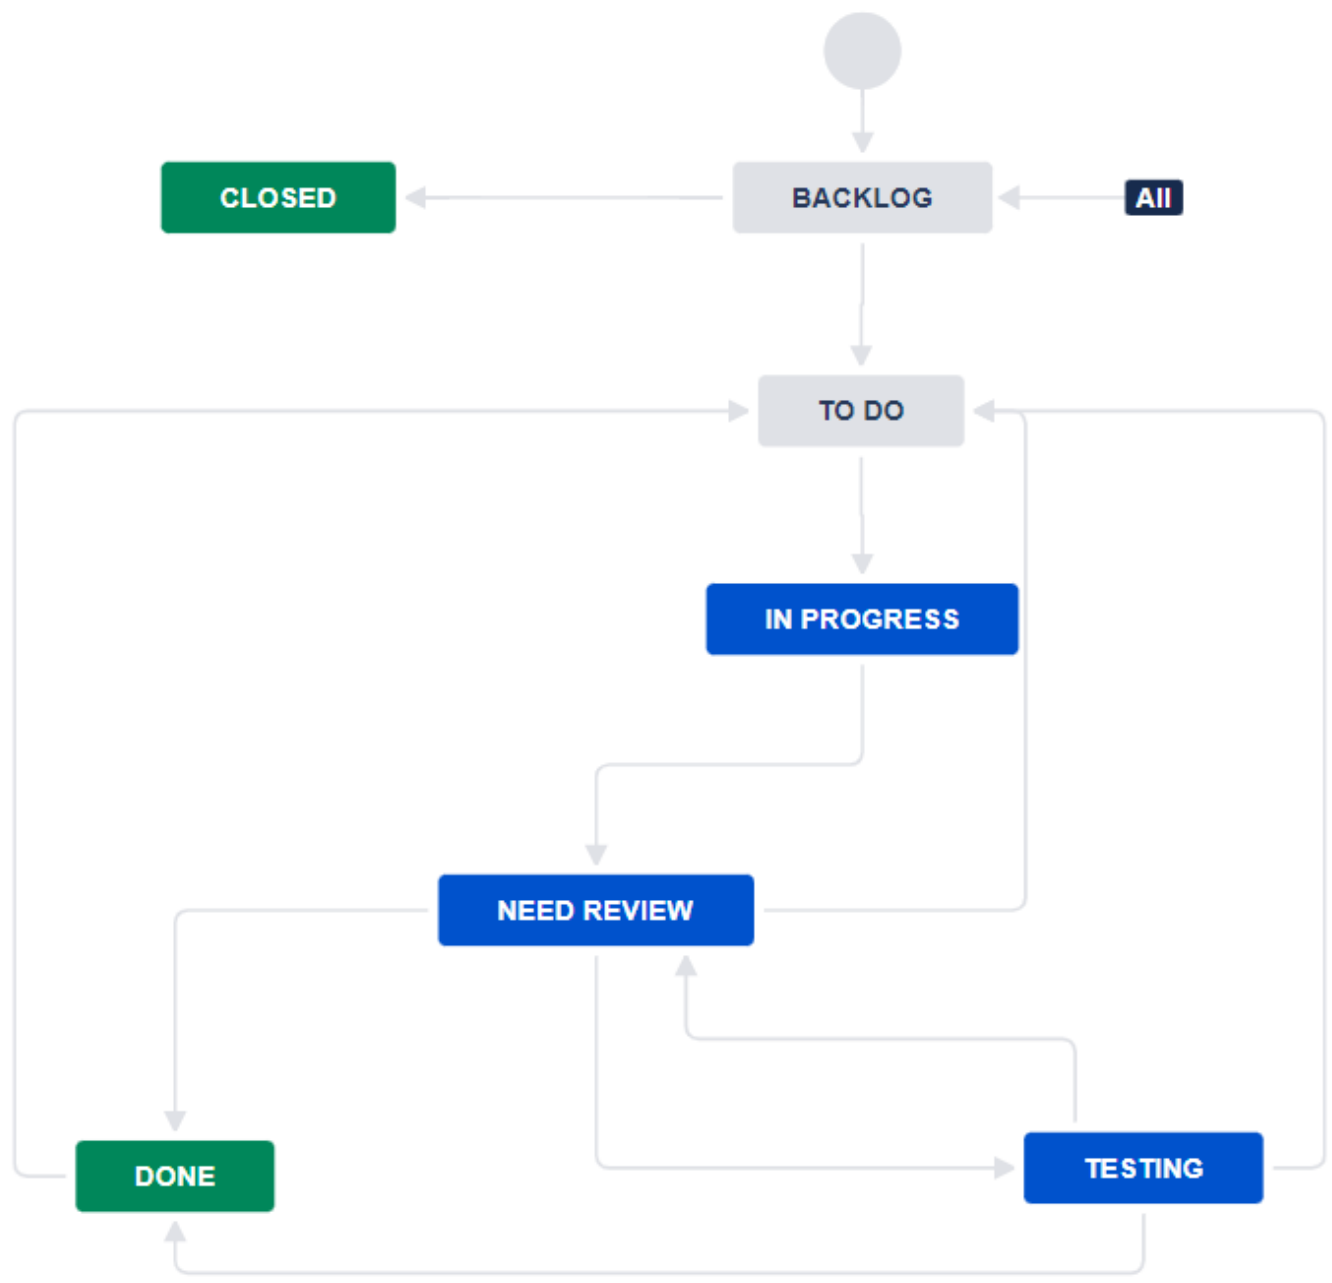 CLOSED
BACKLOG
All
TO DO
IN PROGRESS
NEED REVIEW
DONE
TESTING